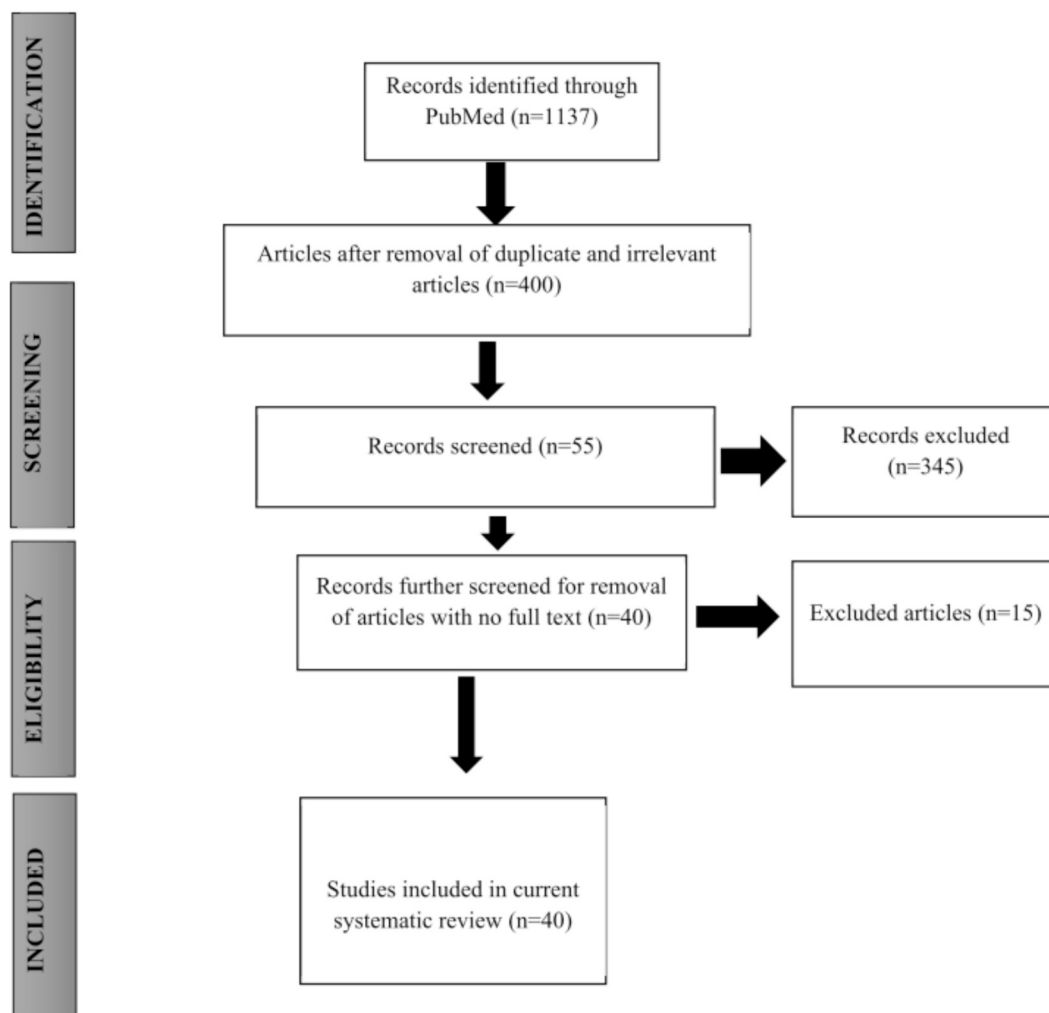 IDENTIFICATION
Records identified through
PubMed (n=1137)
Articles after removal of duplicate and irrelevant
articles (n=400)
SCREENING
Records screened (n=55)
Records excluded
(n=345)
ELIGIBILITY
Records further screened for removal
of articles with no full text (n=40)
Excluded articles (n=15)
INCLUDED
Studies included in current
systematic review (n=40)